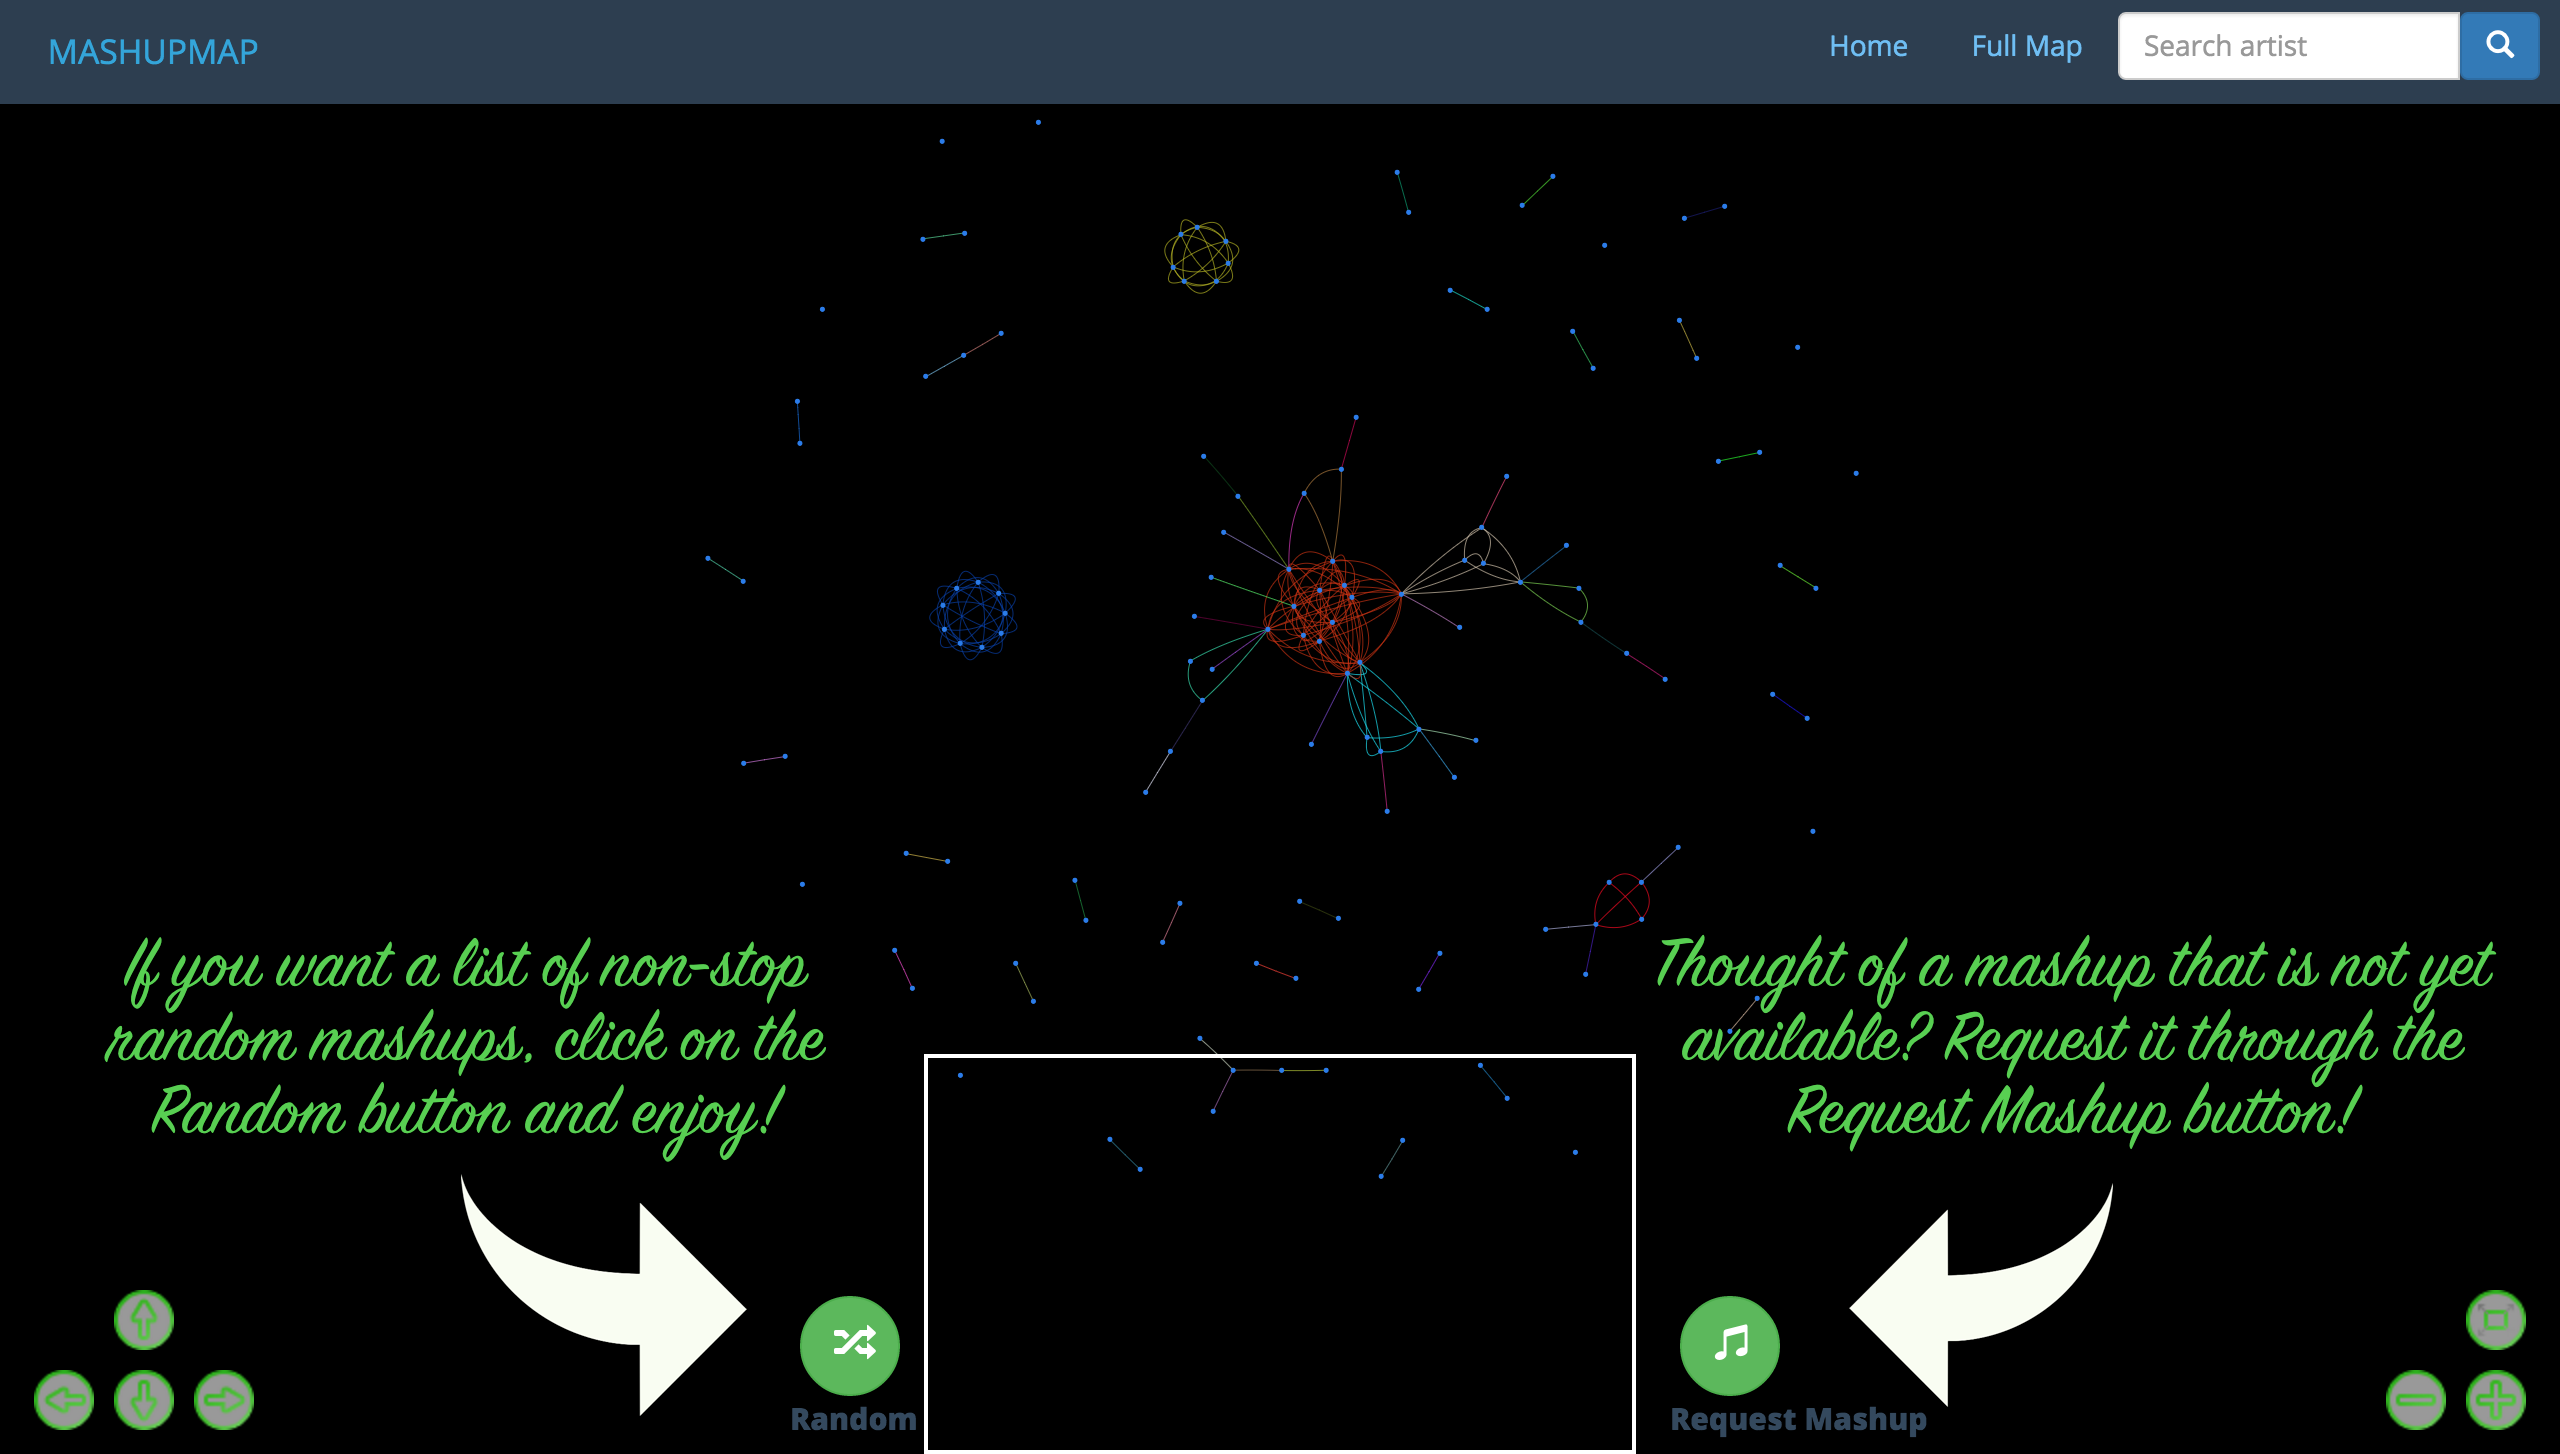 MASHUPMAP
Home
Full Map
Search artist
If you want a list of non-stop
random mashups, click on the
Random button and enjoy!
Thought of a mashup that is not yet
available? Request it through the
Request Mashup button!
Random
Request Mashup